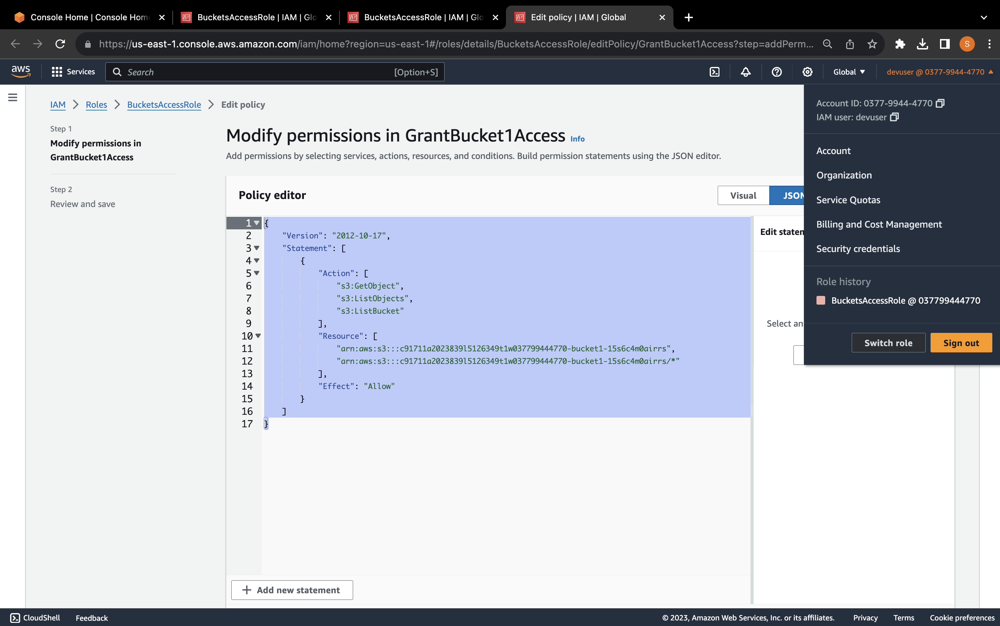 Console Home | Console Hom
BucketsAccessRole | IAM | Glo
BucketsAccessRole | IAM | Glo
Edit policy | IAM | Global
https://us-east-1.console.aws.amazon.com/iam/home?region=us-east-1#/roles/details/BucketsAccessRole/editPolicy/GrantBucket1Access?step=addPerm...
S
aws
Services
Search
[Option+S]
Global
devuser @ 0377-9944-4770
IAM
Roles
BucketsAccessRole
Edit policy
Step 1
Modify permissions in
GrantBucket1Access
Step 2
Review and save
Modify permissions in GrantBucket1Access Info
Add permissions by selecting services, actions, resources, and conditions. Build permission statements using the JSON editor.
Policy editor
Visual
JSON
1 {
2 "Version": "2012-10-17",
3 "Statement": [
4 {
5 "Action": [
6 "s3:GetObject",
7 "s3:ListObjects",
8 "s3:ListBucket"
9 ],
10 "Resource": [
11 "arn:aws:s3:::c91711a2023839l5126349t1w037799444770-bucket1-15s6c4m0airrs",
12 "arn:aws:s3:::c91711a2023839l5126349t1w037799444770-bucket1-15s6c4m0airrs/*"
13 ],
14 "Effect": "Allow"
15 }
16 ]
17 }
Edit statem
Select an
+ Add new statement
Account ID: 0377-9944-4770
IAM user: devuser
Account
Organization
Service Quotas
Billing and Cost Management
Security credentials
Role history
BucketsAccessRole @ 037799444770
Switch role
Sign out
CloudShell
Feedback
© 2023, Amazon Web Services, Inc. or its affiliates.
Privacy
Terms
Cookie preferences